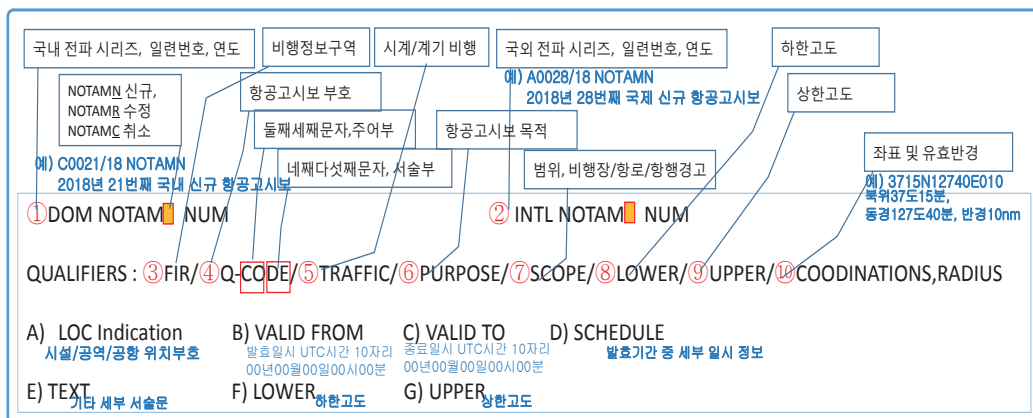 국내 전파 시리즈, 일련번호, 연도
비행정보구역
시계/계기 비행
국외 전파 시리즈, 일련번호, 연도
하한고도
NOTAMN 신규,
NOTAMR 수정
NOTAMC 취소
항공고시보 부호
예) A0028/18 NOTAMN
2018년 28번째 국제 신규 항공고시보
상한고도
둘째세째문자,주어부
항공고시보 목적
좌표 및 유효반경
예) C0021/18 NOTAMN
2018년 21번째 국내 신규 항공고시보
네째다섯째문자, 서술부
범위, 비행장/항로/항행경고
예) 3715N12740E010
북위37도15분,
동경127도40분, 반경10nm
①DOM NOTAM NUM
② INTL NOTAM NUM
QUALIFIERS : ③FIR/④Q-CODE/⑤TRAFFIC/⑥PURPOSE/⑦SCOPE/⑧LOWER/⑨UPPER/⑩COODINATIONS,RADIUS
A) LOC Indication B) VALID FROM C) VALID TO D) SCHEDULE
시설/공역/공항 위치부호
발효일시 UTC시간 10자리
00년00월00일00시00분
종료일시 UTC시간 10자리
00년00월00일00시00분
발효기간 중 세부 일시 정보
E) TEXT F) LOWER G) UPPER
기타 세부 서술문 하한고도 상한고도